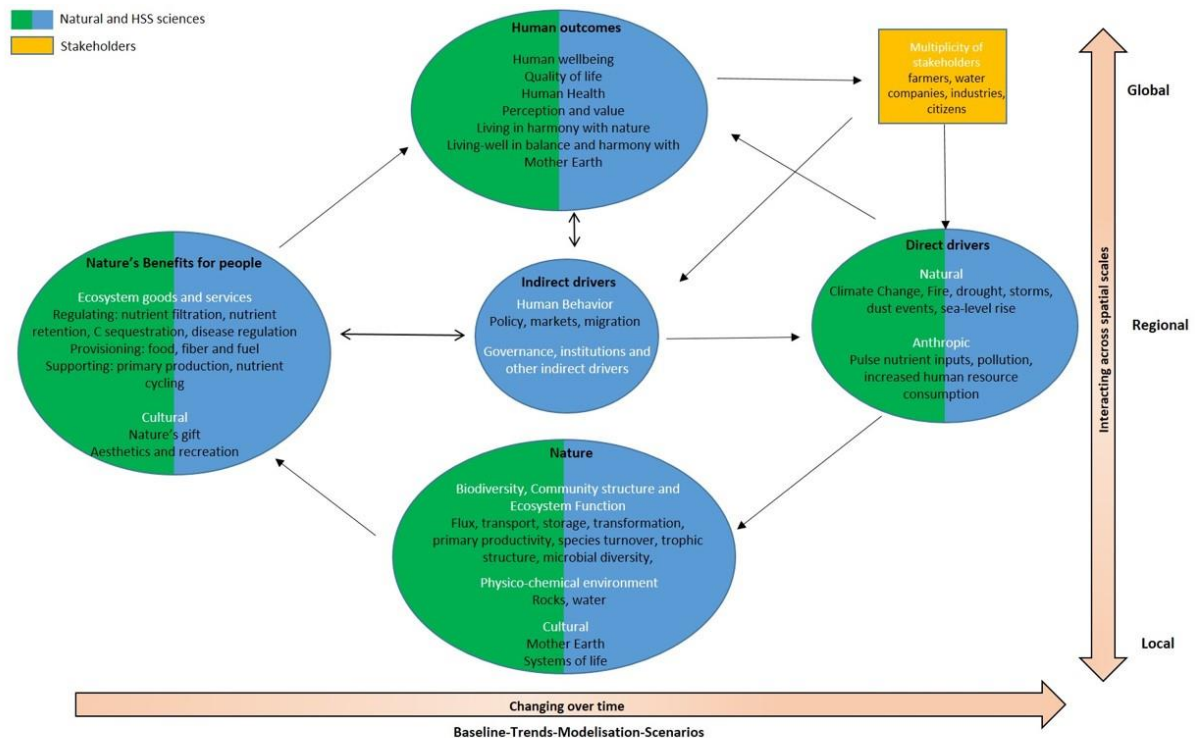 Natural and HSS sciences
Stakeholders
Human outcomes
Human wellbeing
Quality of life
Human Health
Perception and value
Living in harmony with nature
Living-well in balance and harmony with
Mother Earth
Multiplicity of
stakeholders
farmers, water
companies, industries,
citizens
Global
Nature's Benefits for people
Ecosystem goods and services
Regulating: nutrient filtration, nutrient
retention, C sequestration, disease regulation
Provisioning: food, fiber and fuel
Supporting: primary production, nutrient
cycling
Cultural
Nature's gift
Aesthetics and recreation
Indirect drivers
Human Behavior
Policy, markets, migration
Governance, institutions and
other indirect drivers
Direct drivers
Natural
Climate Change, Fire, drought, storms,
dust events, sea-level rise
Anthropic
Pulse nutrient inputs, pollution,
increased human resource
consumption
Regional
Interacting across spatial scales
Nature
Biodiversity, Community structure and
Ecosystem Function
Flux, transport, storage, transformation,
primary productivity, species turnover, trophic
structure, microbial diversity,
Physico-chemical environment
Rocks, water
Cultural
Mother Earth
Systems of life
Local
Changing over time
Baseline-Trends-Modelisation-Scenarios